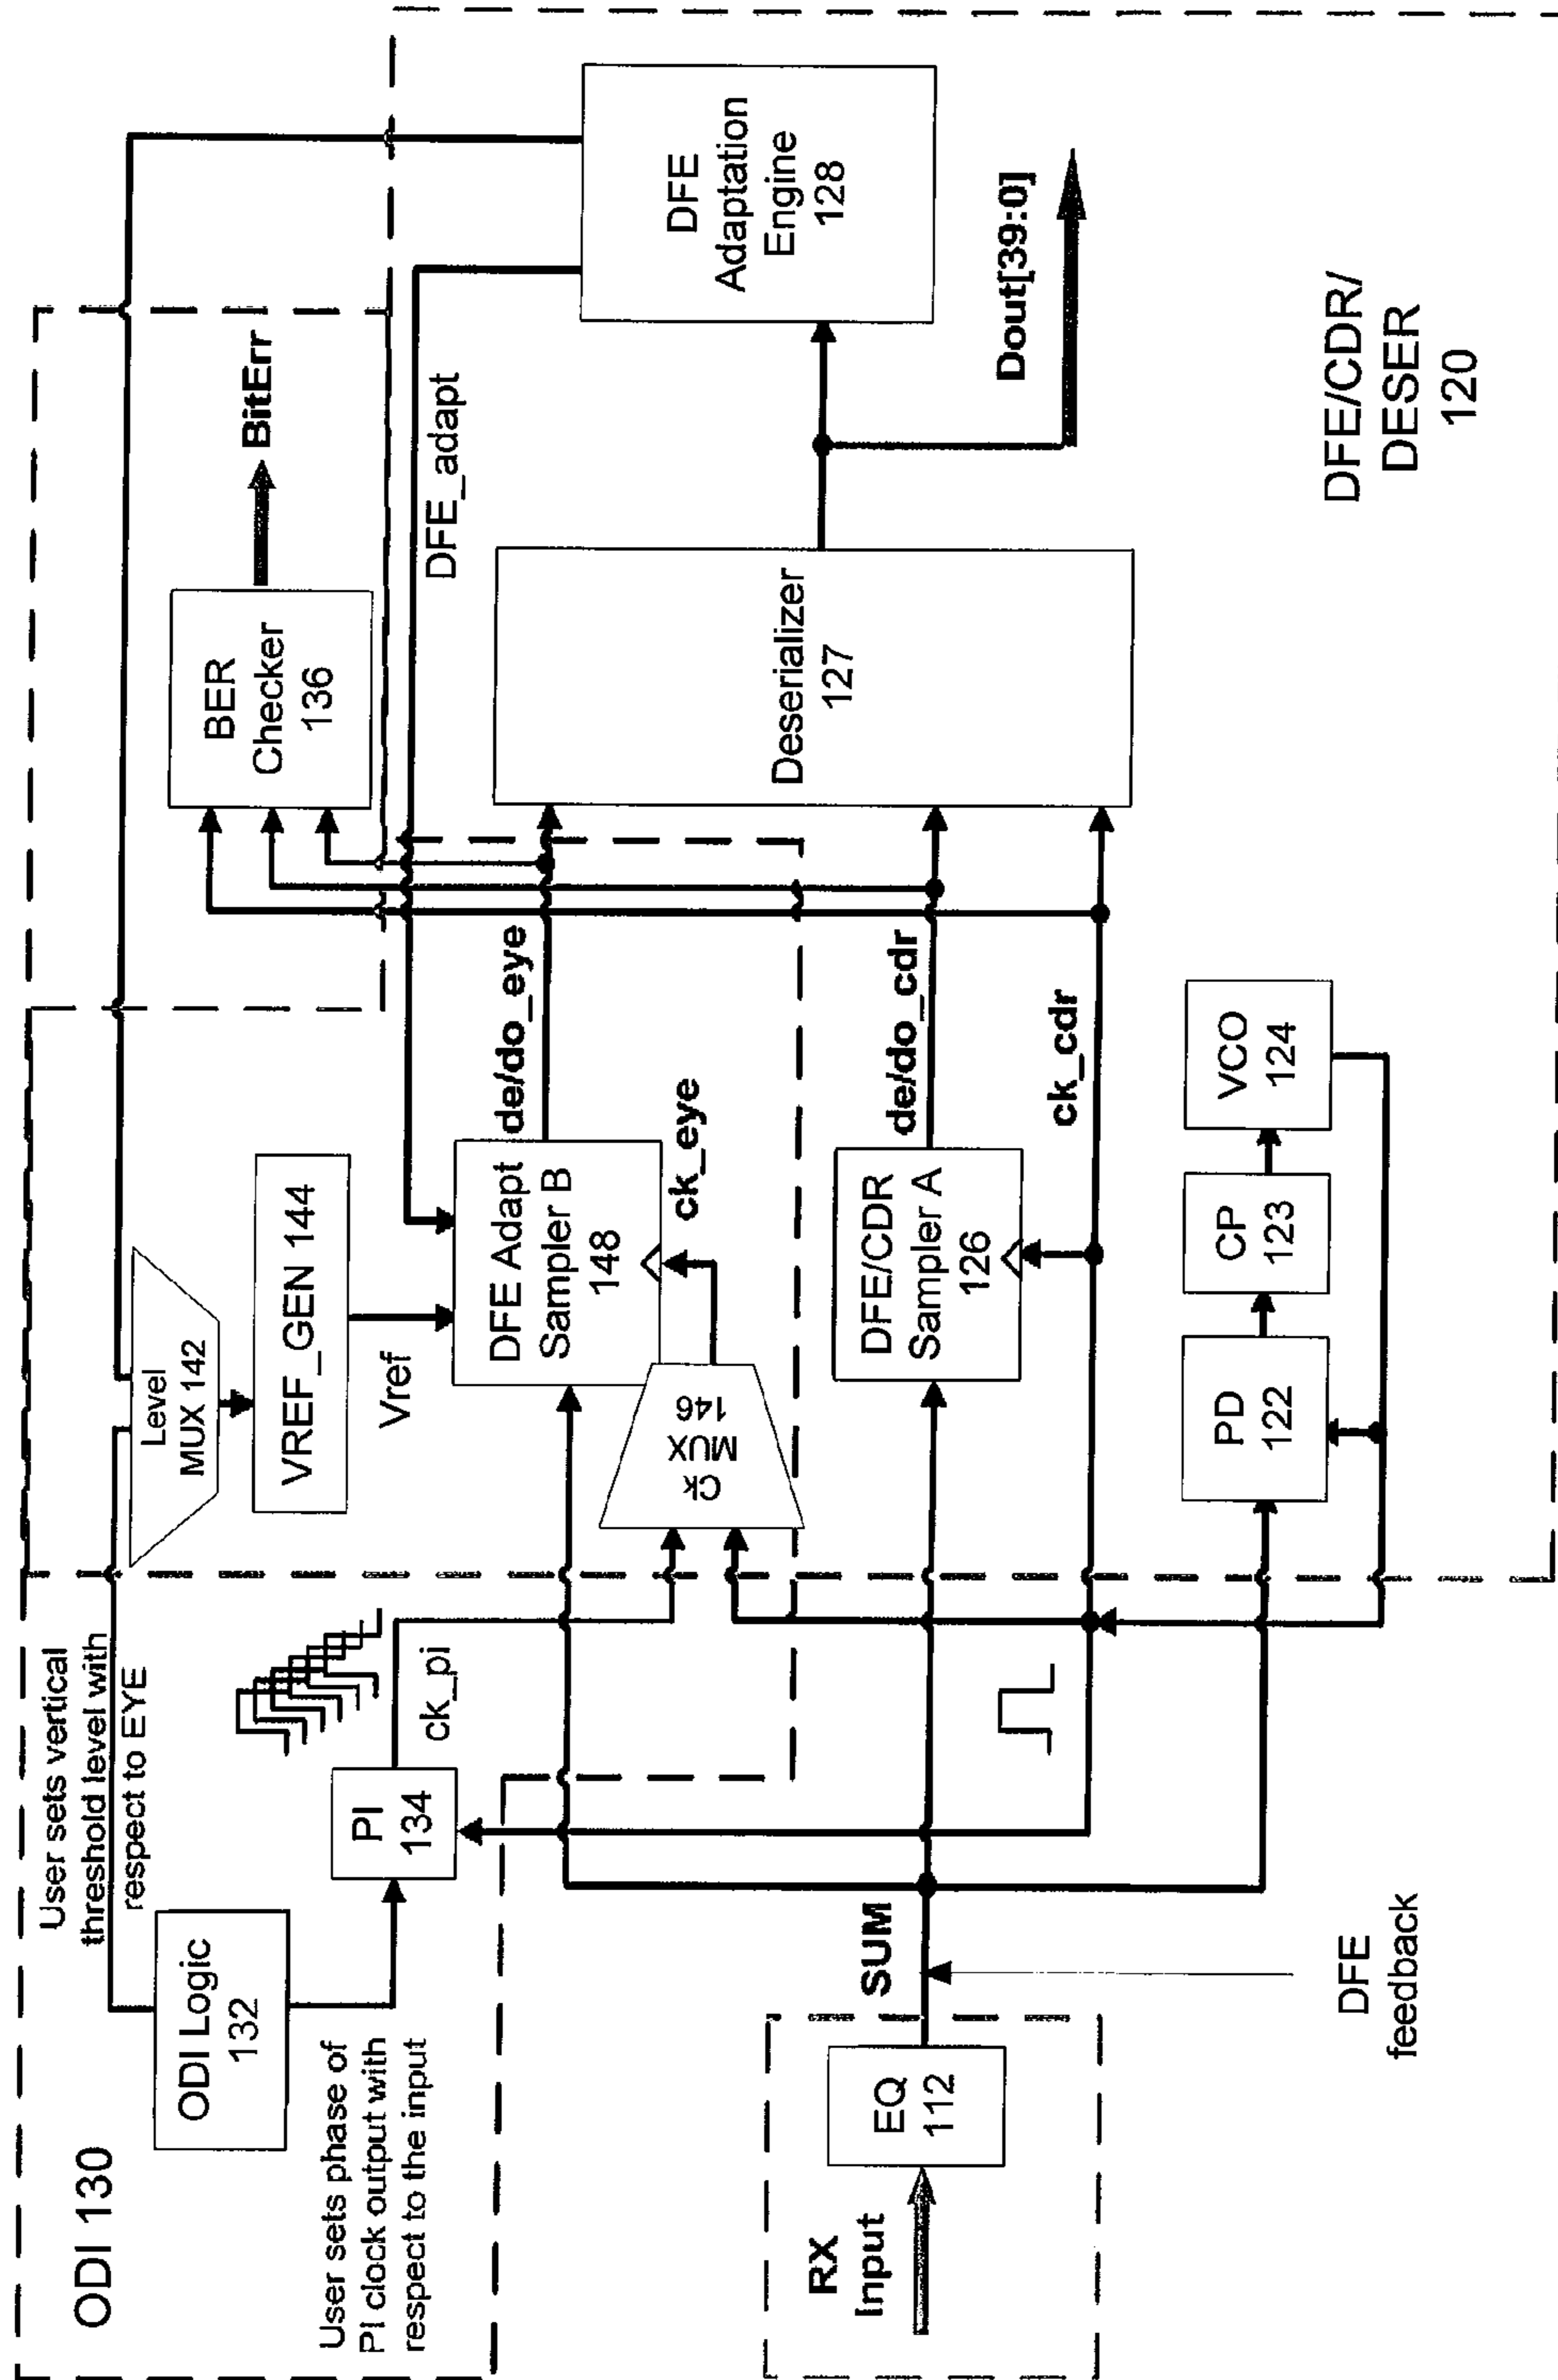 ODI 130
User sets vertical
threshold level with
respect to EYE
ODI Logic
132
User sets phase of
PI clock output with
respect to the input
PI
134
ck_pi
Level
MUX 142
VREF_GEN 144
Vref
BER
Checker
136
BitErr
DFE_adapt
DFE Adapt
Sampler B
148
de/do_eye
Ck
MUX
146
ck_eye
DFE/CDR
Sampler A
126
de/do_cdr
ck_cdr
Deserializer
127
DFE
Adaptation
Engine
128
Dout[39:0]
RX
Input
EQ
112
SUM
DFE
feedback
PD
122
CP
123
VCO
124
DFE/CDR/
DESER
120